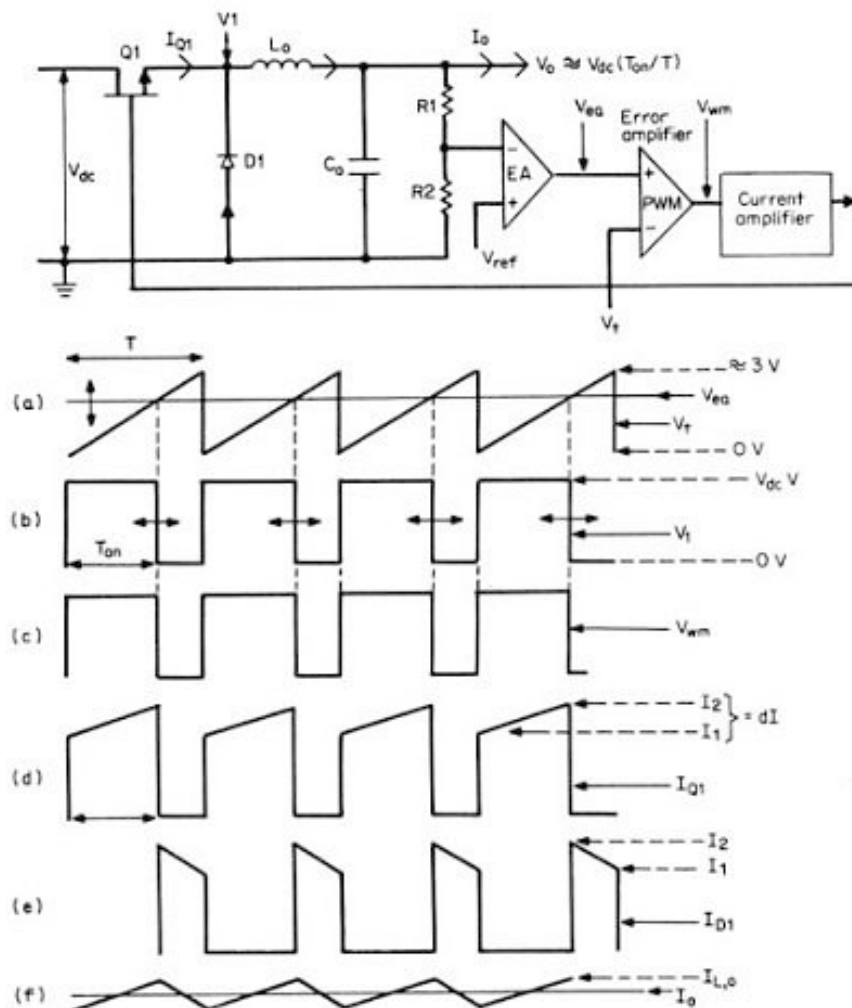 Q1
I_Q1
V1
L_o
I_o
V_o ≈ V_dc (T_on/T)
V_dc
D1
C_o
R1
R2
EA
V_ref
V_ea
Error
amplifier
V_wm
PWM
V_t
Current
amplifier
(a)
T
≈ 3 V
V_ea
V_t
0 V
(b)
T_on
V_dc V
V_1
0 V
(c)
V_wm
(d)
I_2
I_1
= dI
I_Q1
(e)
I_2
I_1
I_D1
(f)
I_L,o
I_o
+
−
+
−